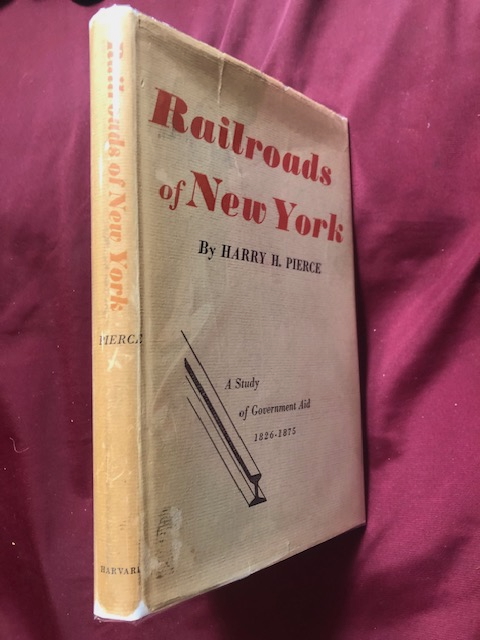 Railroads
of New York
By HARRY H. PIERCE
A Study
of Government Aid
1826-1875
Railroads of New York
PIERCE
HARVARD